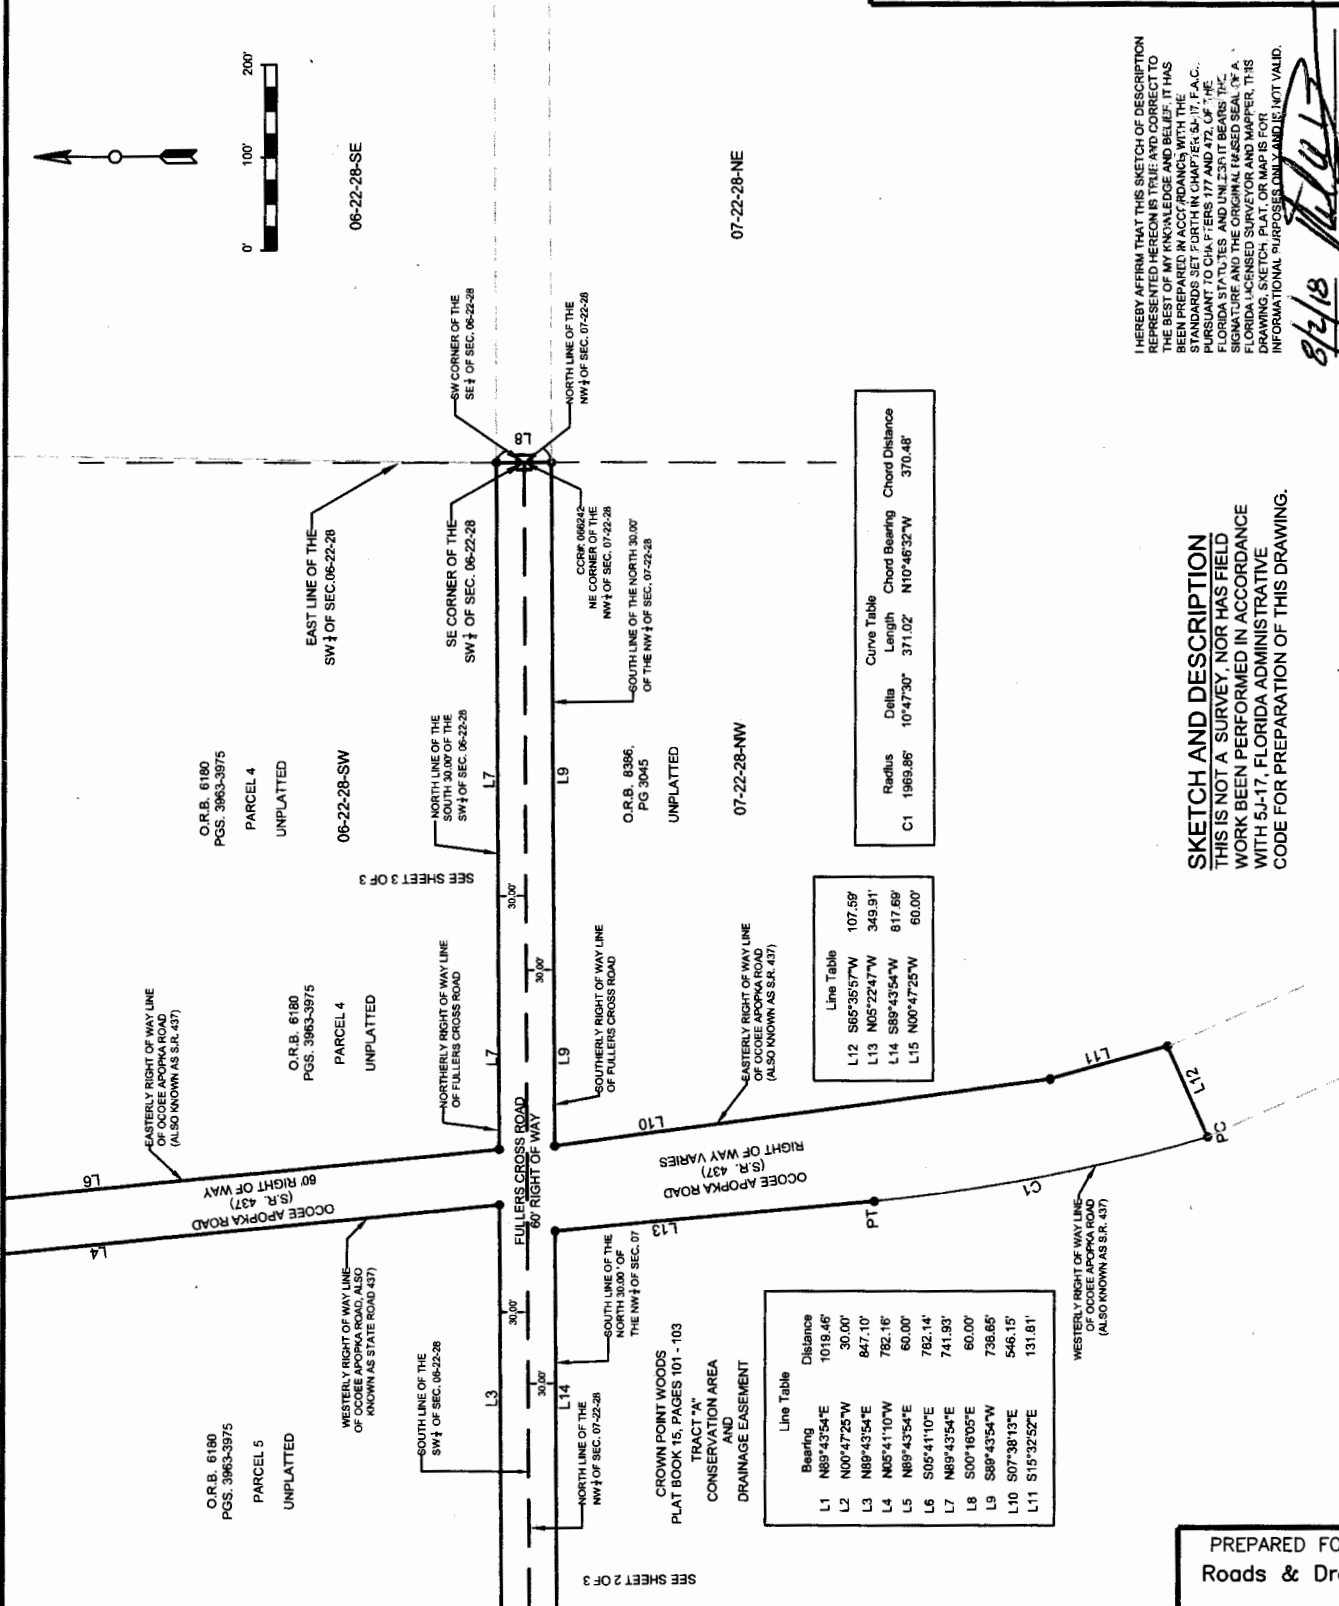 0' 100' 200'
06-22-28-SE
07-22-28-NE
EAST LINE OF THE
SW ¼ OF SEC.06-22-28
SW CORNER OF THE
SE ¼ OF SEC. 06-22-28
SE CORNER OF THE
SW ¼ OF SEC. 06-22-28
L8
NORTH LINE OF THE
NW ¼ OF SEC. 07-22-28
CCR#: 066242
NE CORNER OF THE
NW ¼ OF SEC. 07-22-28
SOUTH LINE OF THE NORTH 30.00'
OF THE NW ¼ OF SEC. 07-22-28
O.R.B. 6180
PGS. 3963-3975
PARCEL 4
UNPLATTED
06-22-28-SW
NORTH LINE OF THE
SOUTH 30.00' OF THE
SW ¼ OF SEC. 06-22-28
L7
L9
O.R.B. 8386,
PG 3045
UNPLATTED
07-22-28-NW
SEE SHEET 3 OF 3
30.00'
30.00'
EASTERLY RIGHT OF WAY LINE
OF OCOEE APOPKA ROAD
(ALSO KNOWN AS S.R. 437)
O.R.B. 6180
PGS. 3963-3975
PARCEL 4
UNPLATTED
NORTHERLY RIGHT OF WAY LINE
OF FULLERS CROSS ROAD
L7
L9
SOUTHERLY RIGHT OF WAY LINE
OF FULLERS CROSS ROAD
EASTERLY RIGHT OF WAY LINE
OF OCOEE APOPKA ROAD
(ALSO KNOWN AS S.R. 437)
L6
OCOEE APOPKA ROAD
(S.R. 437)
60' RIGHT OF WAY
L4
FULLERS CROSS ROAD
60' RIGHT OF WAY
L10
OCOEE APOPKA ROAD
(S.R. 437)
RIGHT OF WAY VARIES
L13
L11
L12
PC
C1
PT
WESTERLY RIGHT OF WAY LINE
OF OCOEE APOPKA ROAD, ALSO
KNOWN AS STATE ROAD 437)
WESTERLY RIGHT OF WAY LINE
OF OCOEE APOPKA ROAD
(ALSO KNOWN AS S.R. 437)
O.R.B. 6180
PGS. 3963-3975
PARCEL 5
UNPLATTED
SOUTH LINE OF THE
SW ¼ OF SEC. 06-22-28
30.00'
L3
30.00'
L14
SOUTH LINE OF THE
NORTH 30.00' OF
THE NW ¼ OF SEC. 07
NORTH LINE OF THE
NW ¼ OF SEC. 07-22-28
CROWN POINT WOODS
PLAT BOOK 15, PAGES 101 - 103
TRACT "A"
CONSERVATION AREA
AND
DRAINAGE EASEMENT
SEE SHEET 2 OF 3
Line Table
Bearing Distance
L1 N89°43'54"E 1019.46'
L2 N00°47'25"W 30.00'
L3 N89°43'54"E 847.10'
L4 N05°41'10"W 782.16'
L5 N89°43'54"E 60.00'
L6 S05°41'10"E 782.14'
L7 N89°43'54"E 741.93'
L8 S00°16'05"E 60.00'
L9 S89°43'54"W 738.65'
L10 S07°38'13"E 546.15'
L11 S15°32'52"E 131.61'
Line Table
L12 S65°35'57"W 107.59'
L13 N05°22'47"W 349.91'
L14 S89°43'54"W 817.69'
L15 N00°47'25"W 60.00'
Curve Table
Radius Delta Length Chord Bearing Chord Distance
C1 1969.86' 10°47'30" 371.02' N10°46'32"W 370.48'
SKETCH AND DESCRIPTION
THIS IS NOT A SURVEY, NOR HAS FIELD
WORK BEEN PERFORMED IN ACCORDANCE
WITH 5J-17, FLORIDA ADMINISTRATIVE
CODE FOR PREPARATION OF THIS DRAWING.
I HEREBY AFFIRM THAT THIS SKETCH OF DESCRIPTION
REPRESENTED HEREON IS TRUE AND CORRECT TO
THE BEST OF MY KNOWLEDGE AND BELIEF. IT HAS
BEEN PREPARED IN ACCORDANCE WITH THE
STANDARDS SET FORTH IN CHAPTER 5J-17, F.A.C.,
PURSUANT TO CHAPTERS 177 AND 472, OF THE
FLORIDA STATUTES AND UNLESS IT BEARS THE
SIGNATURE AND THE ORIGINAL RAISED SEAL OF A
FLORIDA LICENSED SURVEYOR AND MAPPER, THIS
DRAWING, SKETCH, PLAT, OR MAP IS FOR
INFORMATIONAL PURPOSES ONLY AND IS NOT VALID.
8/2/18
PREPARED FO
Roads & Dr